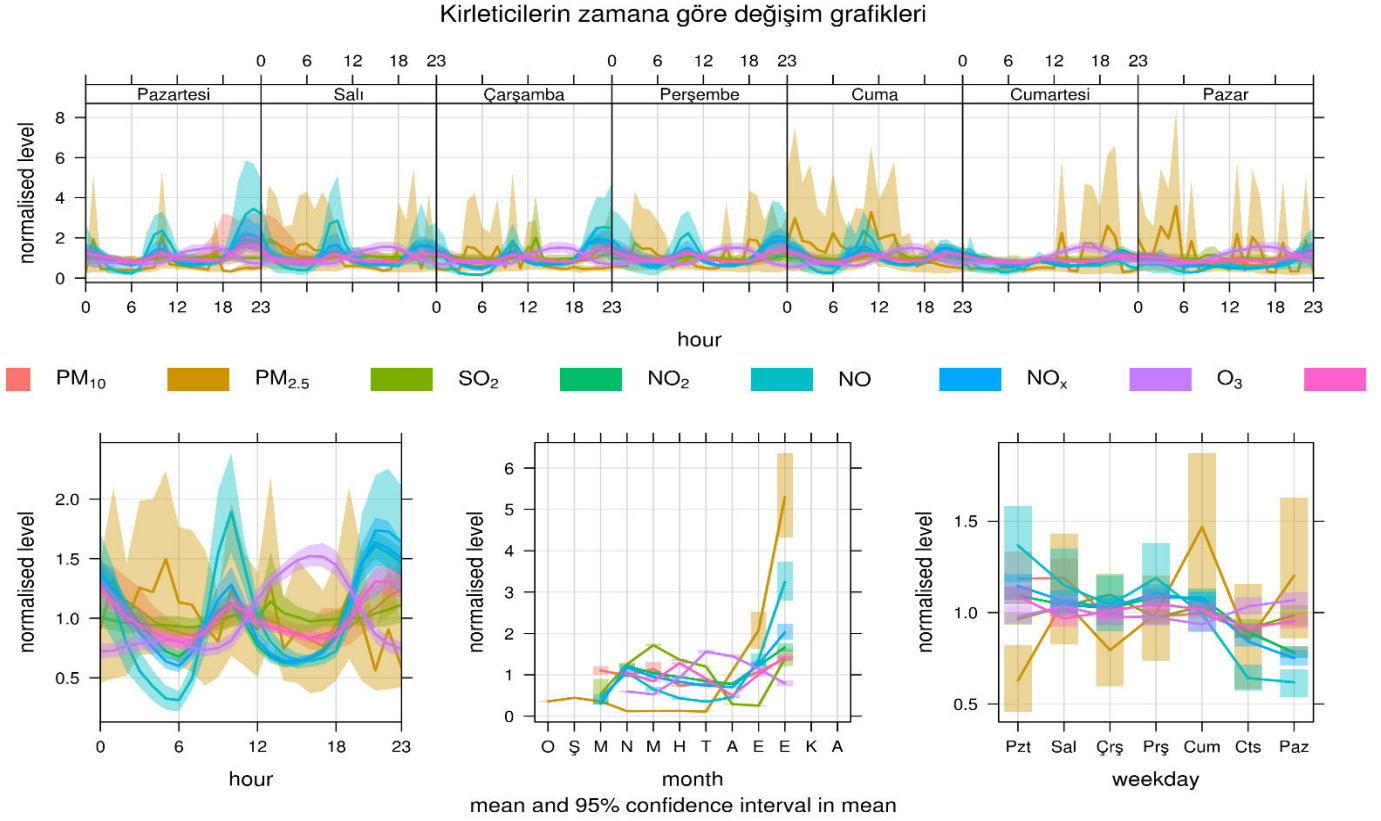 Kirleticilerin zamana göre değişim grafikleri
0 6 12 18 23 0 6 12 18 23 0 6 12 18 23
Pazartesi Salı Çarşamba Perşembe Cuma Cumartesi Pazar
normalised level
8
6
4
2
0
0 6 12 18 23 0 6 12 18 23 0 6 12 18 23 0 6 12 18 23
hour
PM₁₀ PM₂.₅ SO₂ NO₂ NO NOₓ O₃
normalised level
2.0
1.5
1.0
0.5
0 6 12 18 23
hour
normalised level
6
5
4
3
2
1
0
O Ş M N M H T A E E K A
month
normalised level
1.5
1.0
0.5
Pzt Sal Çrş Prş Cum Cts Paz
weekday
mean and 95% confidence interval in mean